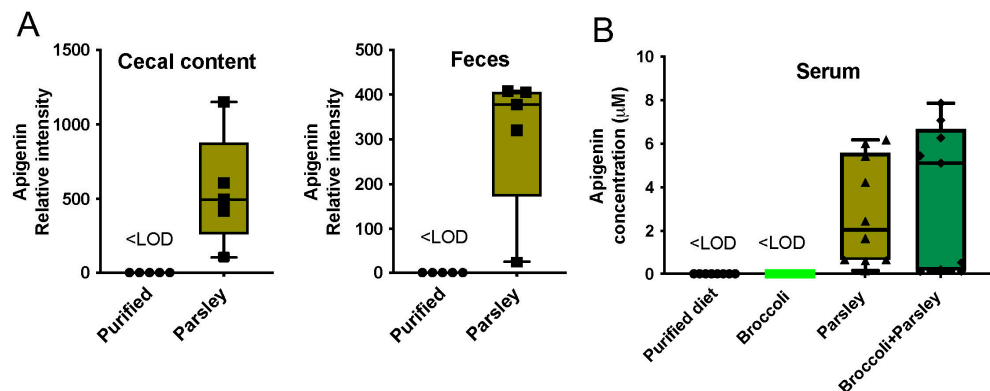 A
Cecal content
Apigenin
Relative intensity
1500
1000
500
0
<LOD
Purified
Parsley
Feces
Apigenin
Relative intensity
500
400
300
200
100
0
<LOD
Purified
Parsley
B
Serum
Apigenin
concentration (μM)
10
8
6
4
2
0
<LOD
<LOD
Purified diet
Broccoli
Parsley
Broccoli+Parsley